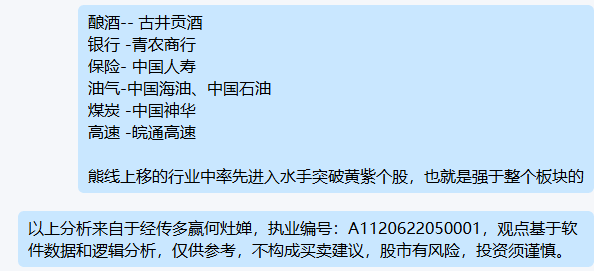 酿酒-- 古井贡酒
银行 -青农商行
保险- 中国人寿
油气-中国海油、中国石油
煤炭 -中国神华
高速 -皖通高速
熊线上移的行业中率先进入水手突破黄紫个股，也就是强于整个板块的
以上分析来自于经传多赢何灶婵，执业编号：A1120622050001，观点基于软
件数据和逻辑分析，仅供参考，不构成买卖建议，股市有风险，投资须谨慎。